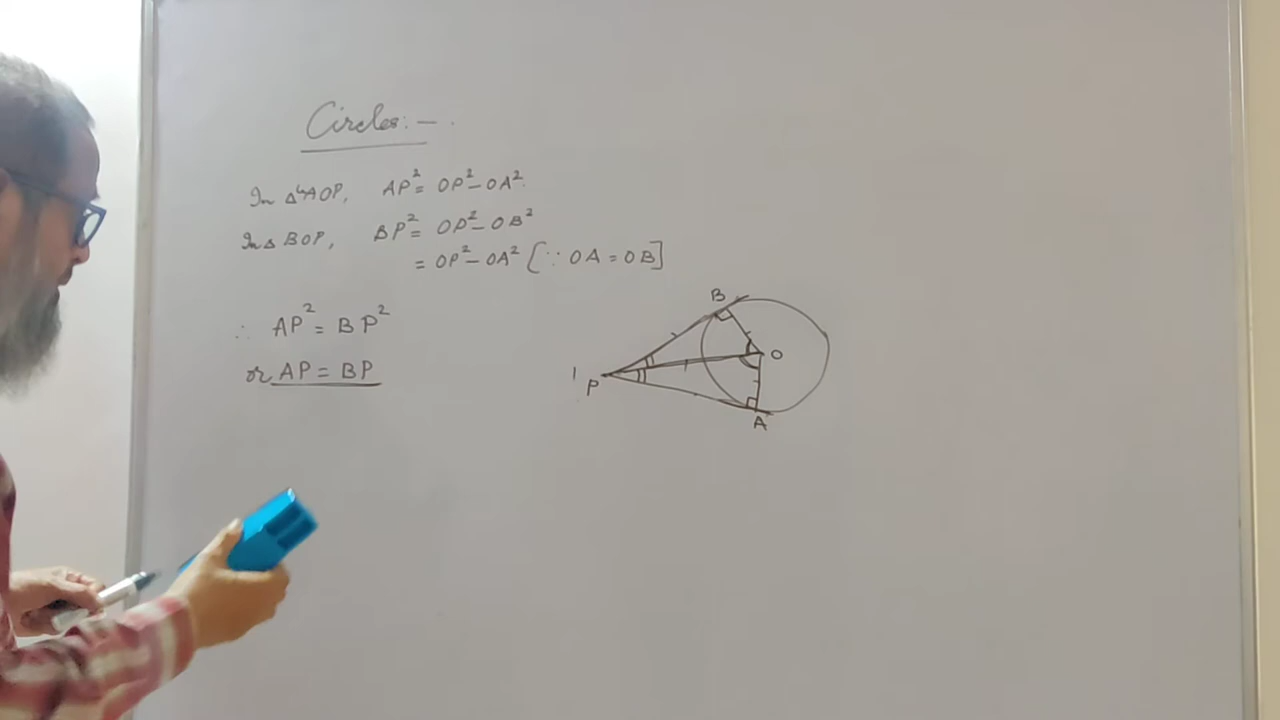 Circles:-.
In ΔAOP, AP² = OP² - OA².
In Δ BOP, BP² = OP² - OB²
= OP² - OA² [∵ OA = OB]
∴ AP² = BP²
or AP = BP
B
O
P
A